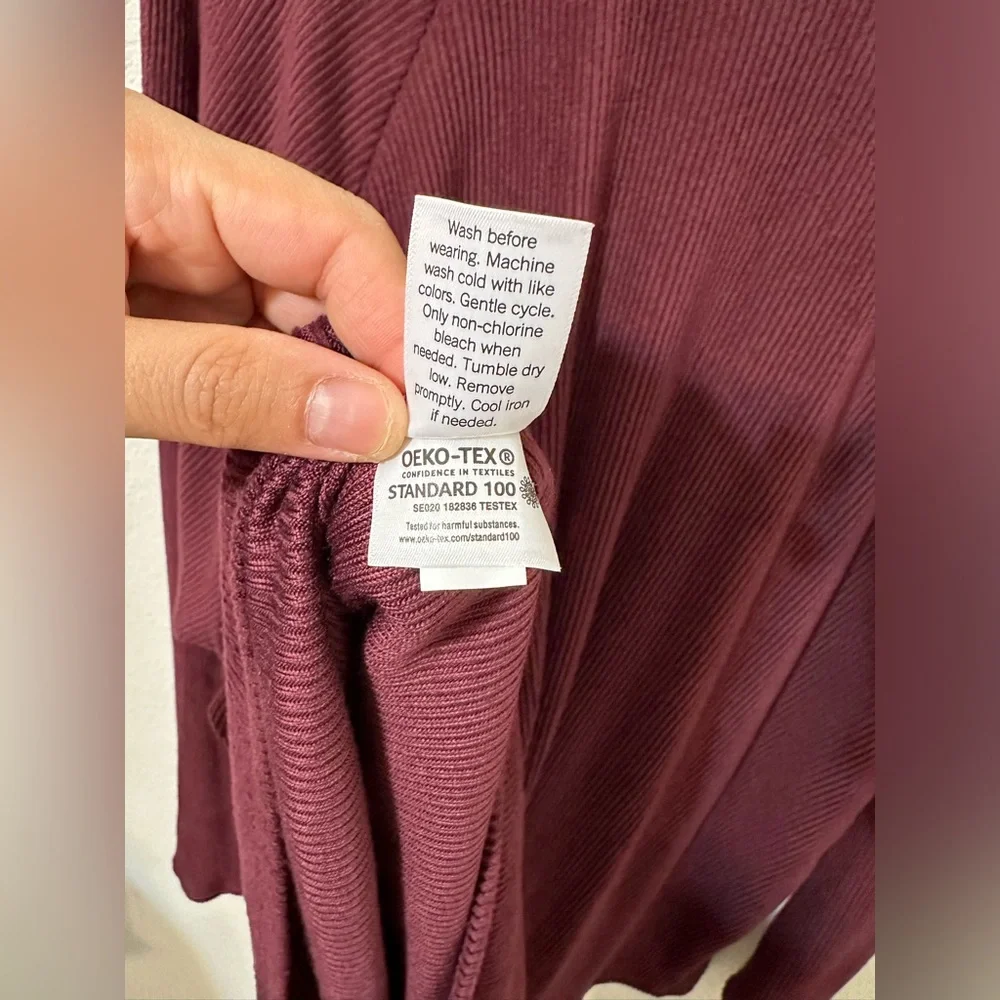 Wash before
wearing. Machine
wash cold with like
colors. Gentle cycle.
Only non-chlorine
bleach when
needed. Tumble dry
low. Remove
promptly. Cool iron
if needed.
OEKO-TEX®
CONFIDENCE IN TEXTILES
STANDARD 100
SE020 182836 TESTEX
Tested for harmful substances.
www.oeko-tex.com/standard100